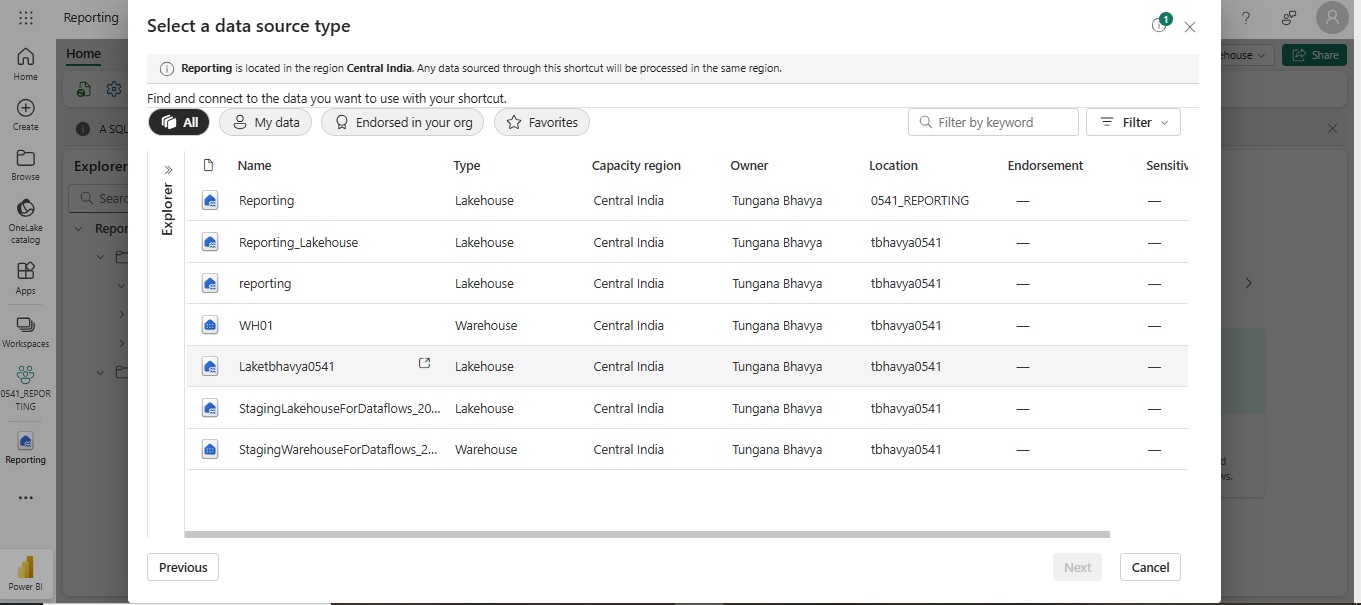 Reporting
Select a data source type
1
?
Home
Share
Reporting is located in the region Central India. Any data sourced through this shortcut will be processed in the same region.
Find and connect to the data you want to use with your shortcut.
All
My data
Endorsed in your org
Favorites
Filter by keyword
Filter
Home
Create
Browse
OneLake
catalog
Apps
Workspaces
0541_REPOR
TING
Reporting
Power BI
A SQL
Explorer
Explorer
Name Type Capacity region Owner Location Endorsement
Reporting Lakehouse Central India Tungana Bhavya 0541_REPORTING — —
Reporting_Lakehouse Lakehouse Central India Tungana Bhavya tbhavya0541 — —
reporting Lakehouse Central India Tungana Bhavya tbhavya0541 — —
WH01 Warehouse Central India Tungana Bhavya tbhavya0541 — —
Laketbhavya0541 Lakehouse Central India Tungana Bhavya tbhavya0541 — —
StagingLakehouseForDataflows_20... Lakehouse Central India Tungana Bhavya tbhavya0541 — —
StagingWarehouseForDataflows_2... Warehouse Central India Tungana Bhavya tbhavya0541 — —
Previous
Next
Cancel